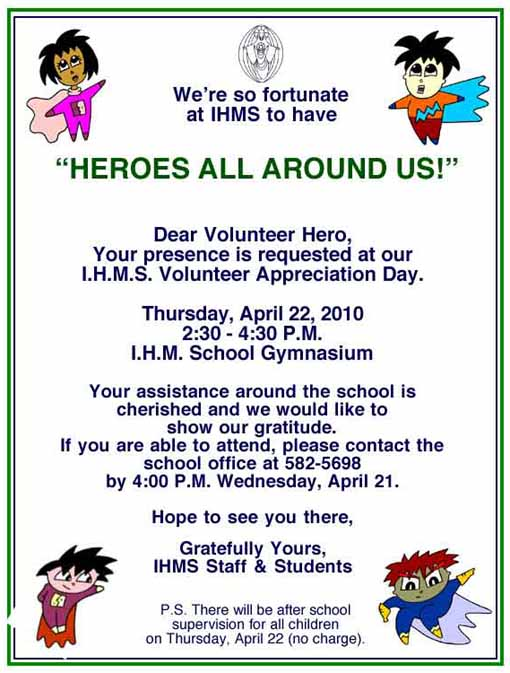 We're so fortunate
at IHMS to have
“HEROES ALL AROUND US!”
Dear Volunteer Hero,
Your presence is requested at our
I.H.M.S. Volunteer Appreciation Day.
Thursday, April 22, 2010
2:30 - 4:30 P.M.
I.H.M. School Gymnasium
Your assistance around the school is
cherished and we would like to
show our gratitude.
If you are able to attend, please contact the
school office at 582-5698
by 4:00 P.M. Wednesday, April 21.
Hope to see you there,
Gratefully Yours,
IHMS Staff & Students
P.S. There will be after school
supervision for all children
on Thursday, April 22 (no charge).